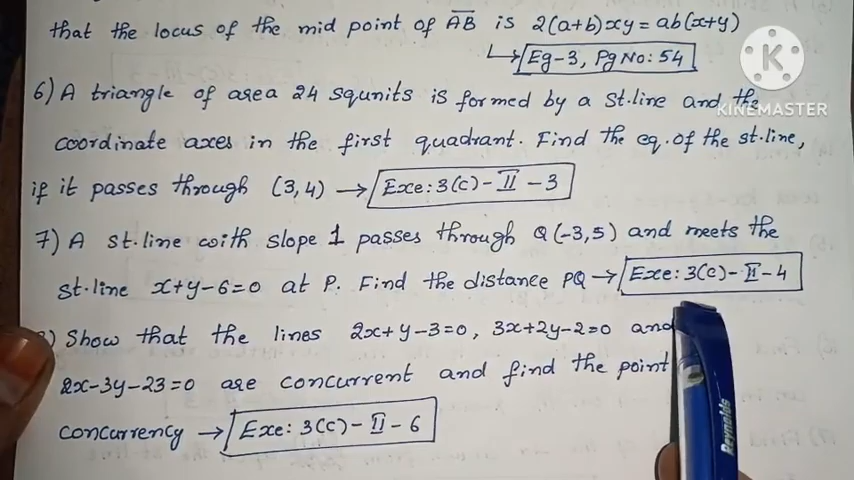 that the locus of the mid point of AB is 2(a+b)xy = ab(x+y)
Eg-3, Pg No: 54
6) A triangle of area 24 squnits is formed by a st.line and the
coordinate axes in the first quadrant. Find the eq. of the st.line,
if it passes through (3,4) → Exe: 3(c) - II - 3
7) A st.line with slope 1 passes through Q(-3,5) and meets the
st.line x+y-6=0 at P. Find the distance PQ → Exe: 3(c) - II - 4
) Show that the lines 2x+y-3=0, 3x+2y-2=0 and
2x-3y-23=0 are concurrent and find the point
concurrency → Exe: 3(c) - II - 6
K
KINEMASTER
Reynolds